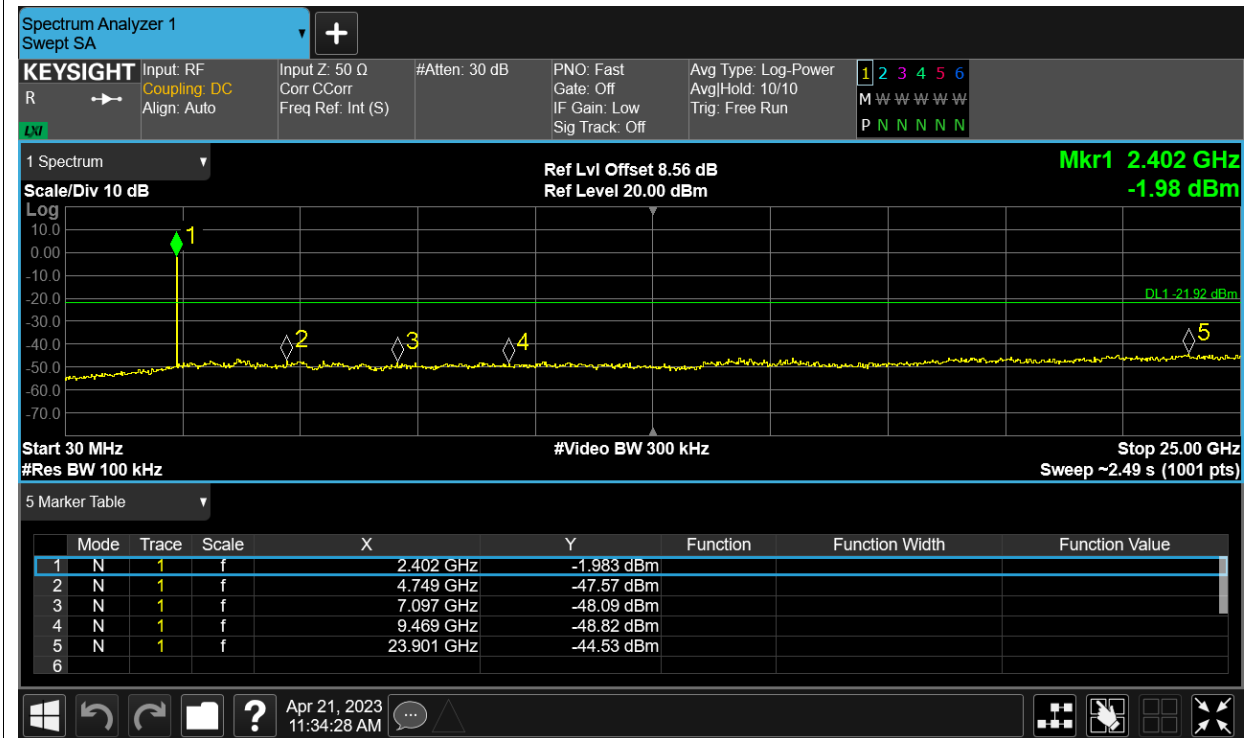 Spectrum Analyzer 1
Swept SA
+
KEYSIGHT
R
LXI
Input: RF
Coupling: DC
Align: Auto
Input Z: 50 Ω
Corr CCorr
Freq Ref: Int (S)
#Atten: 30 dB
PNO: Fast
Gate: Off
IF Gain: Low
Sig Track: Off
Avg Type: Log-Power
Avg|Hold: 10/10
Trig: Free Run
1 2 3 4 5 6
M W W W W W
P N N N N N
1 Spectrum
Scale/Div 10 dB
Ref Lvl Offset 8.56 dB
Ref Level 20.00 dBm
Mkr1 2.402 GHz
-1.98 dBm
Log
10.0
0.00
-10.0
-20.0
-30.0
-40.0
-50.0
-60.0
-70.0
1
2
3
4
5
DL1 -21.92 dBm
Start 30 MHz #Video BW 300 kHz Stop 25.00 GHz
#Res BW 100 kHz Sweep ~2.49 s (1001 pts)
5 Marker Table
Mode Trace Scale X Y Function Function Width Function Value
1 N 1 f 2.402 GHz -1.983 dBm
2 N 1 f 4.749 GHz -47.57 dBm
3 N 1 f 7.097 GHz -48.09 dBm
4 N 1 f 9.469 GHz -48.82 dBm
5 N 1 f 23.901 GHz -44.53 dBm
6
?
Apr 21, 2023
11:34:28 AM